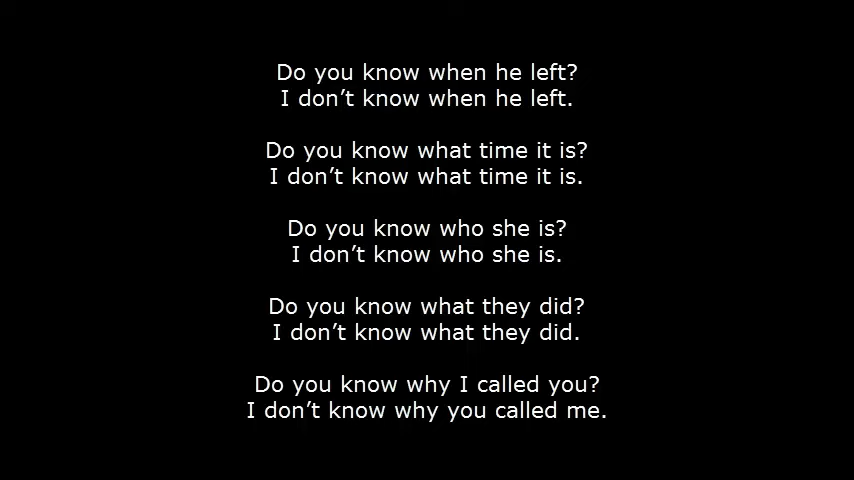 Do you know when he left?
I don’t know when he left.
Do you know what time it is?
I don’t know what time it is.
Do you know who she is?
I don’t know who she is.
Do you know what they did?
I don’t know what they did.
Do you know why I called you?
I don’t know why you called me.